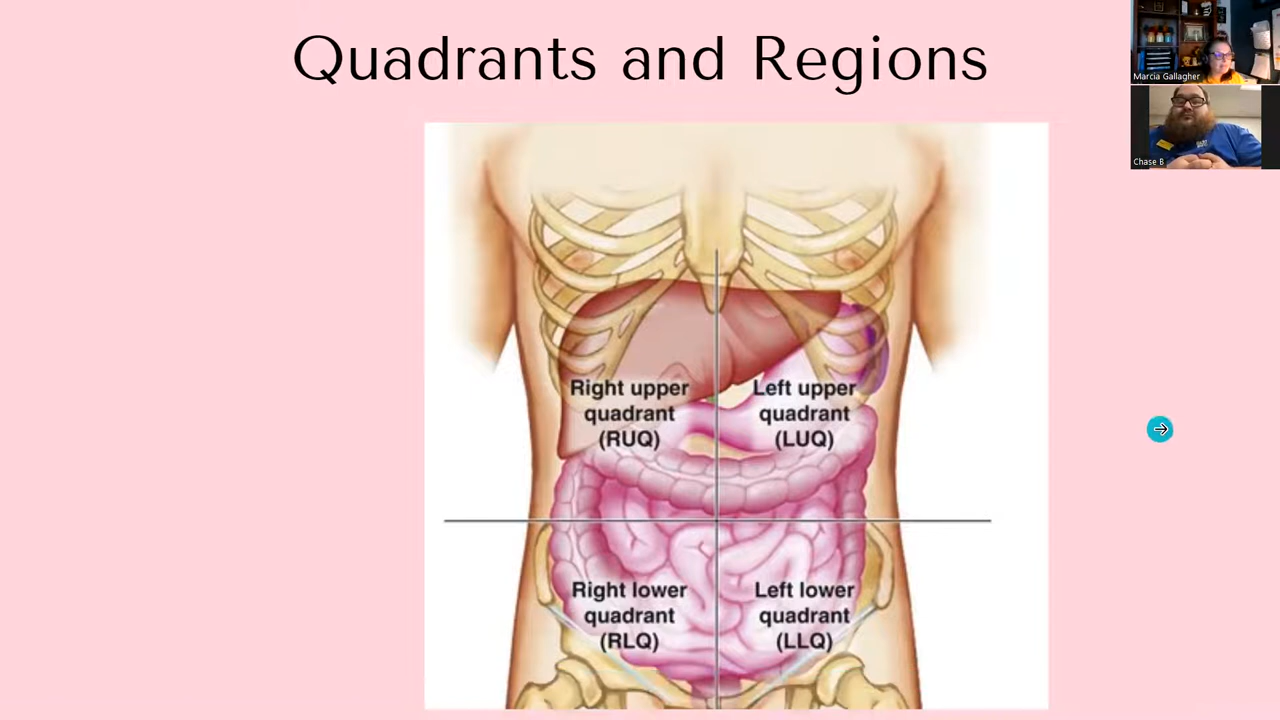 Quadrants and Regions
Marcia Gallagher
Chase B
Right upper
quadrant
(RUQ)
Left upper
quadrant
(LUQ)
Right lower
quadrant
(RLQ)
Left lower
quadrant
(LLQ)